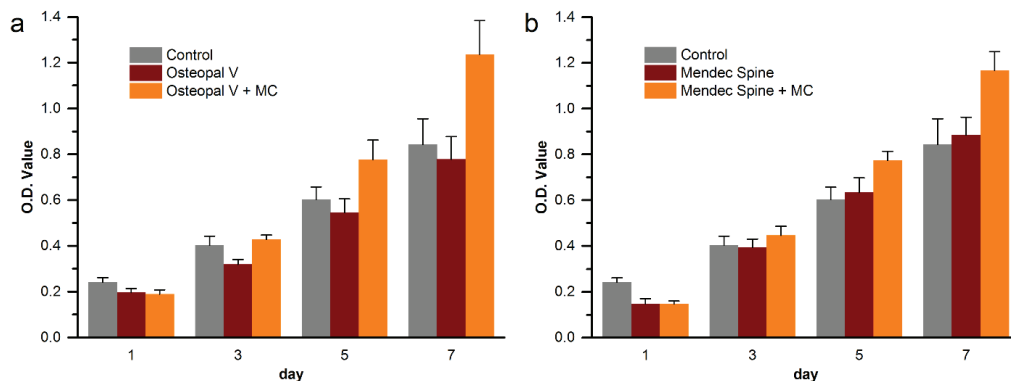 a
O.D. Value
1.4
1.2
1.0
0.8
0.6
0.4
0.2
0.0
Control
Osteopal V
Osteopal V + MC
1 3 5 7
day
b
O.D. Value
1.4
1.2
1.0
0.8
0.6
0.4
0.2
0.0
Control
Mendec Spine
Mendec Spine + MC
1 3 5 7
day